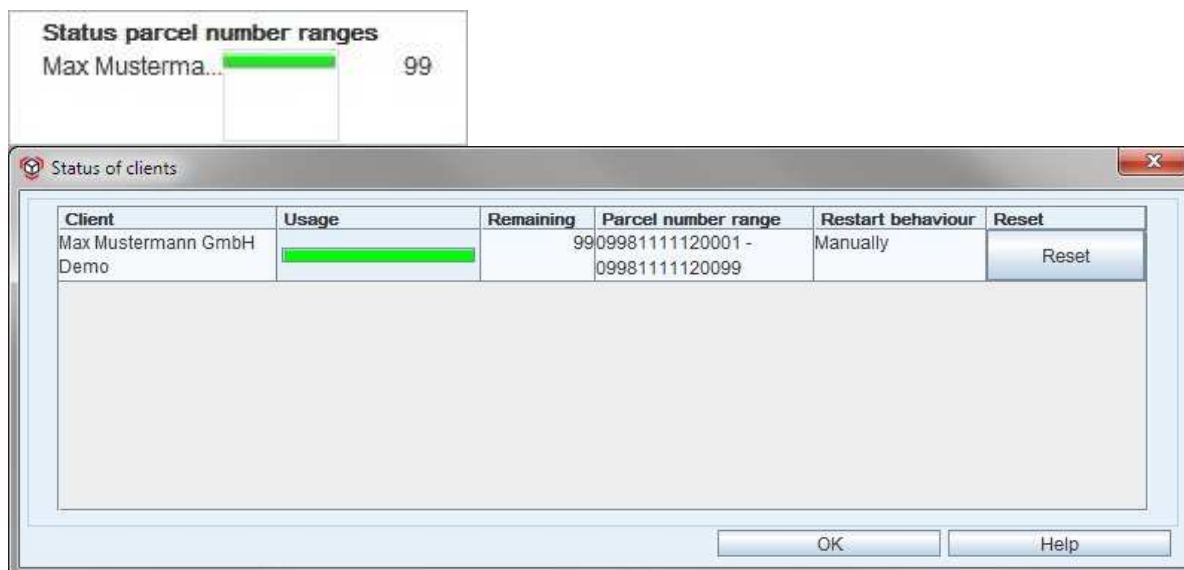 Status parcel number ranges
Max Musterma... 99
Status of clients
Client Usage Remaining Parcel number range Restart behaviour Reset
Max Mustermann GmbH 99 09981111120001 - Manually Reset
Demo 09981111120099
OK Help